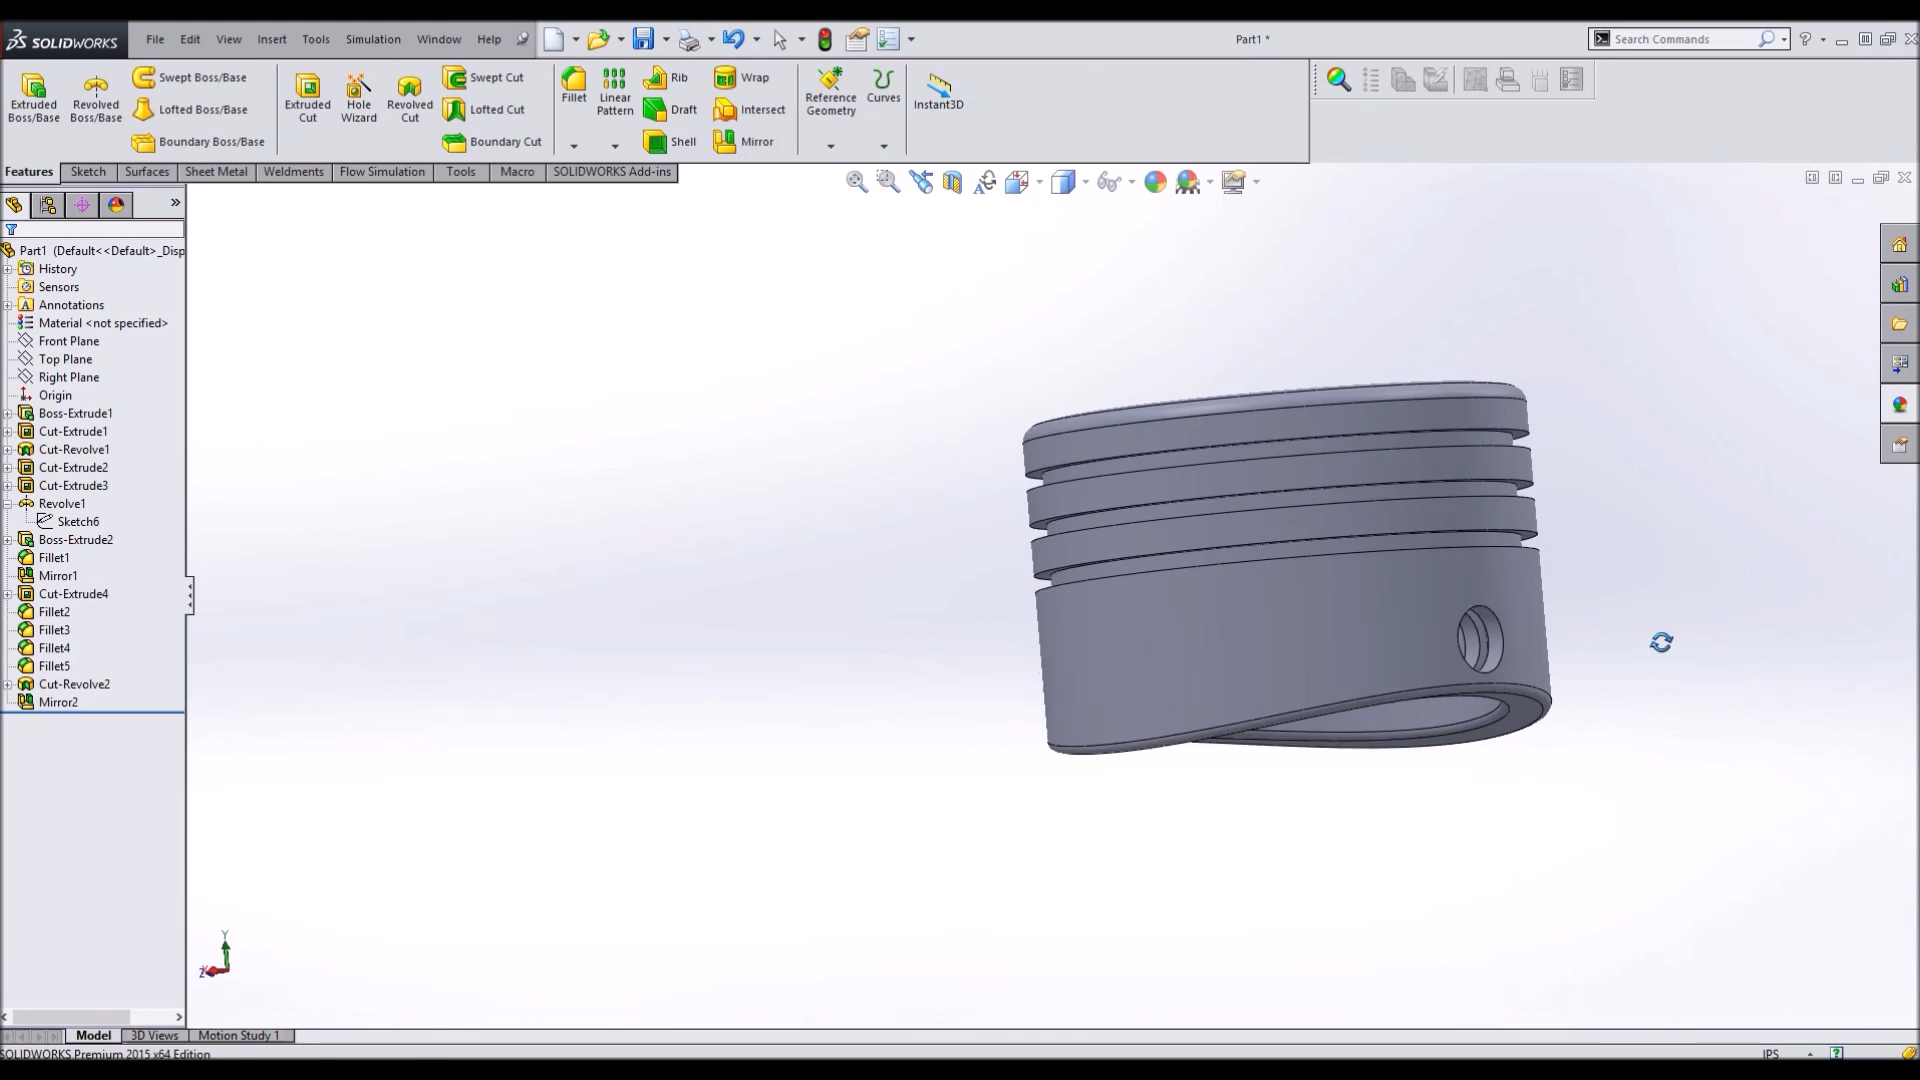 SOLIDWORKS File Edit View Insert Tools Simulation Window Help Part1 * Search Commands
Extruded Boss/Base
Revolved Boss/Base
Swept Boss/Base
Lofted Boss/Base
Boundary Boss/Base
Extruded Cut
Hole Wizard
Revolved Cut
Swept Cut
Lofted Cut
Boundary Cut
Fillet
Linear Pattern
Rib
Draft
Shell
Wrap
Intersect
Mirror
Reference Geometry
Curves
Instant3D
Features Sketch Surfaces Sheet Metal Weldments Flow Simulation Tools Macro SOLIDWORKS Add-ins
Part1 (Default<<Default>_Disp
History
Sensors
Annotations
Material <not specified>
Front Plane
Top Plane
Right Plane
Origin
Boss-Extrude1
Cut-Extrude1
Cut-Revolve1
Cut-Extrude2
Cut-Extrude3
Revolve1
Sketch6
Boss-Extrude2
Fillet1
Mirror1
Cut-Extrude4
Fillet2
Fillet3
Fillet4
Fillet5
Cut-Revolve2
Mirror2
Y
Model 3D Views Motion Study 1
SOLIDWORKS Premium 2015 x64 Edition IPS